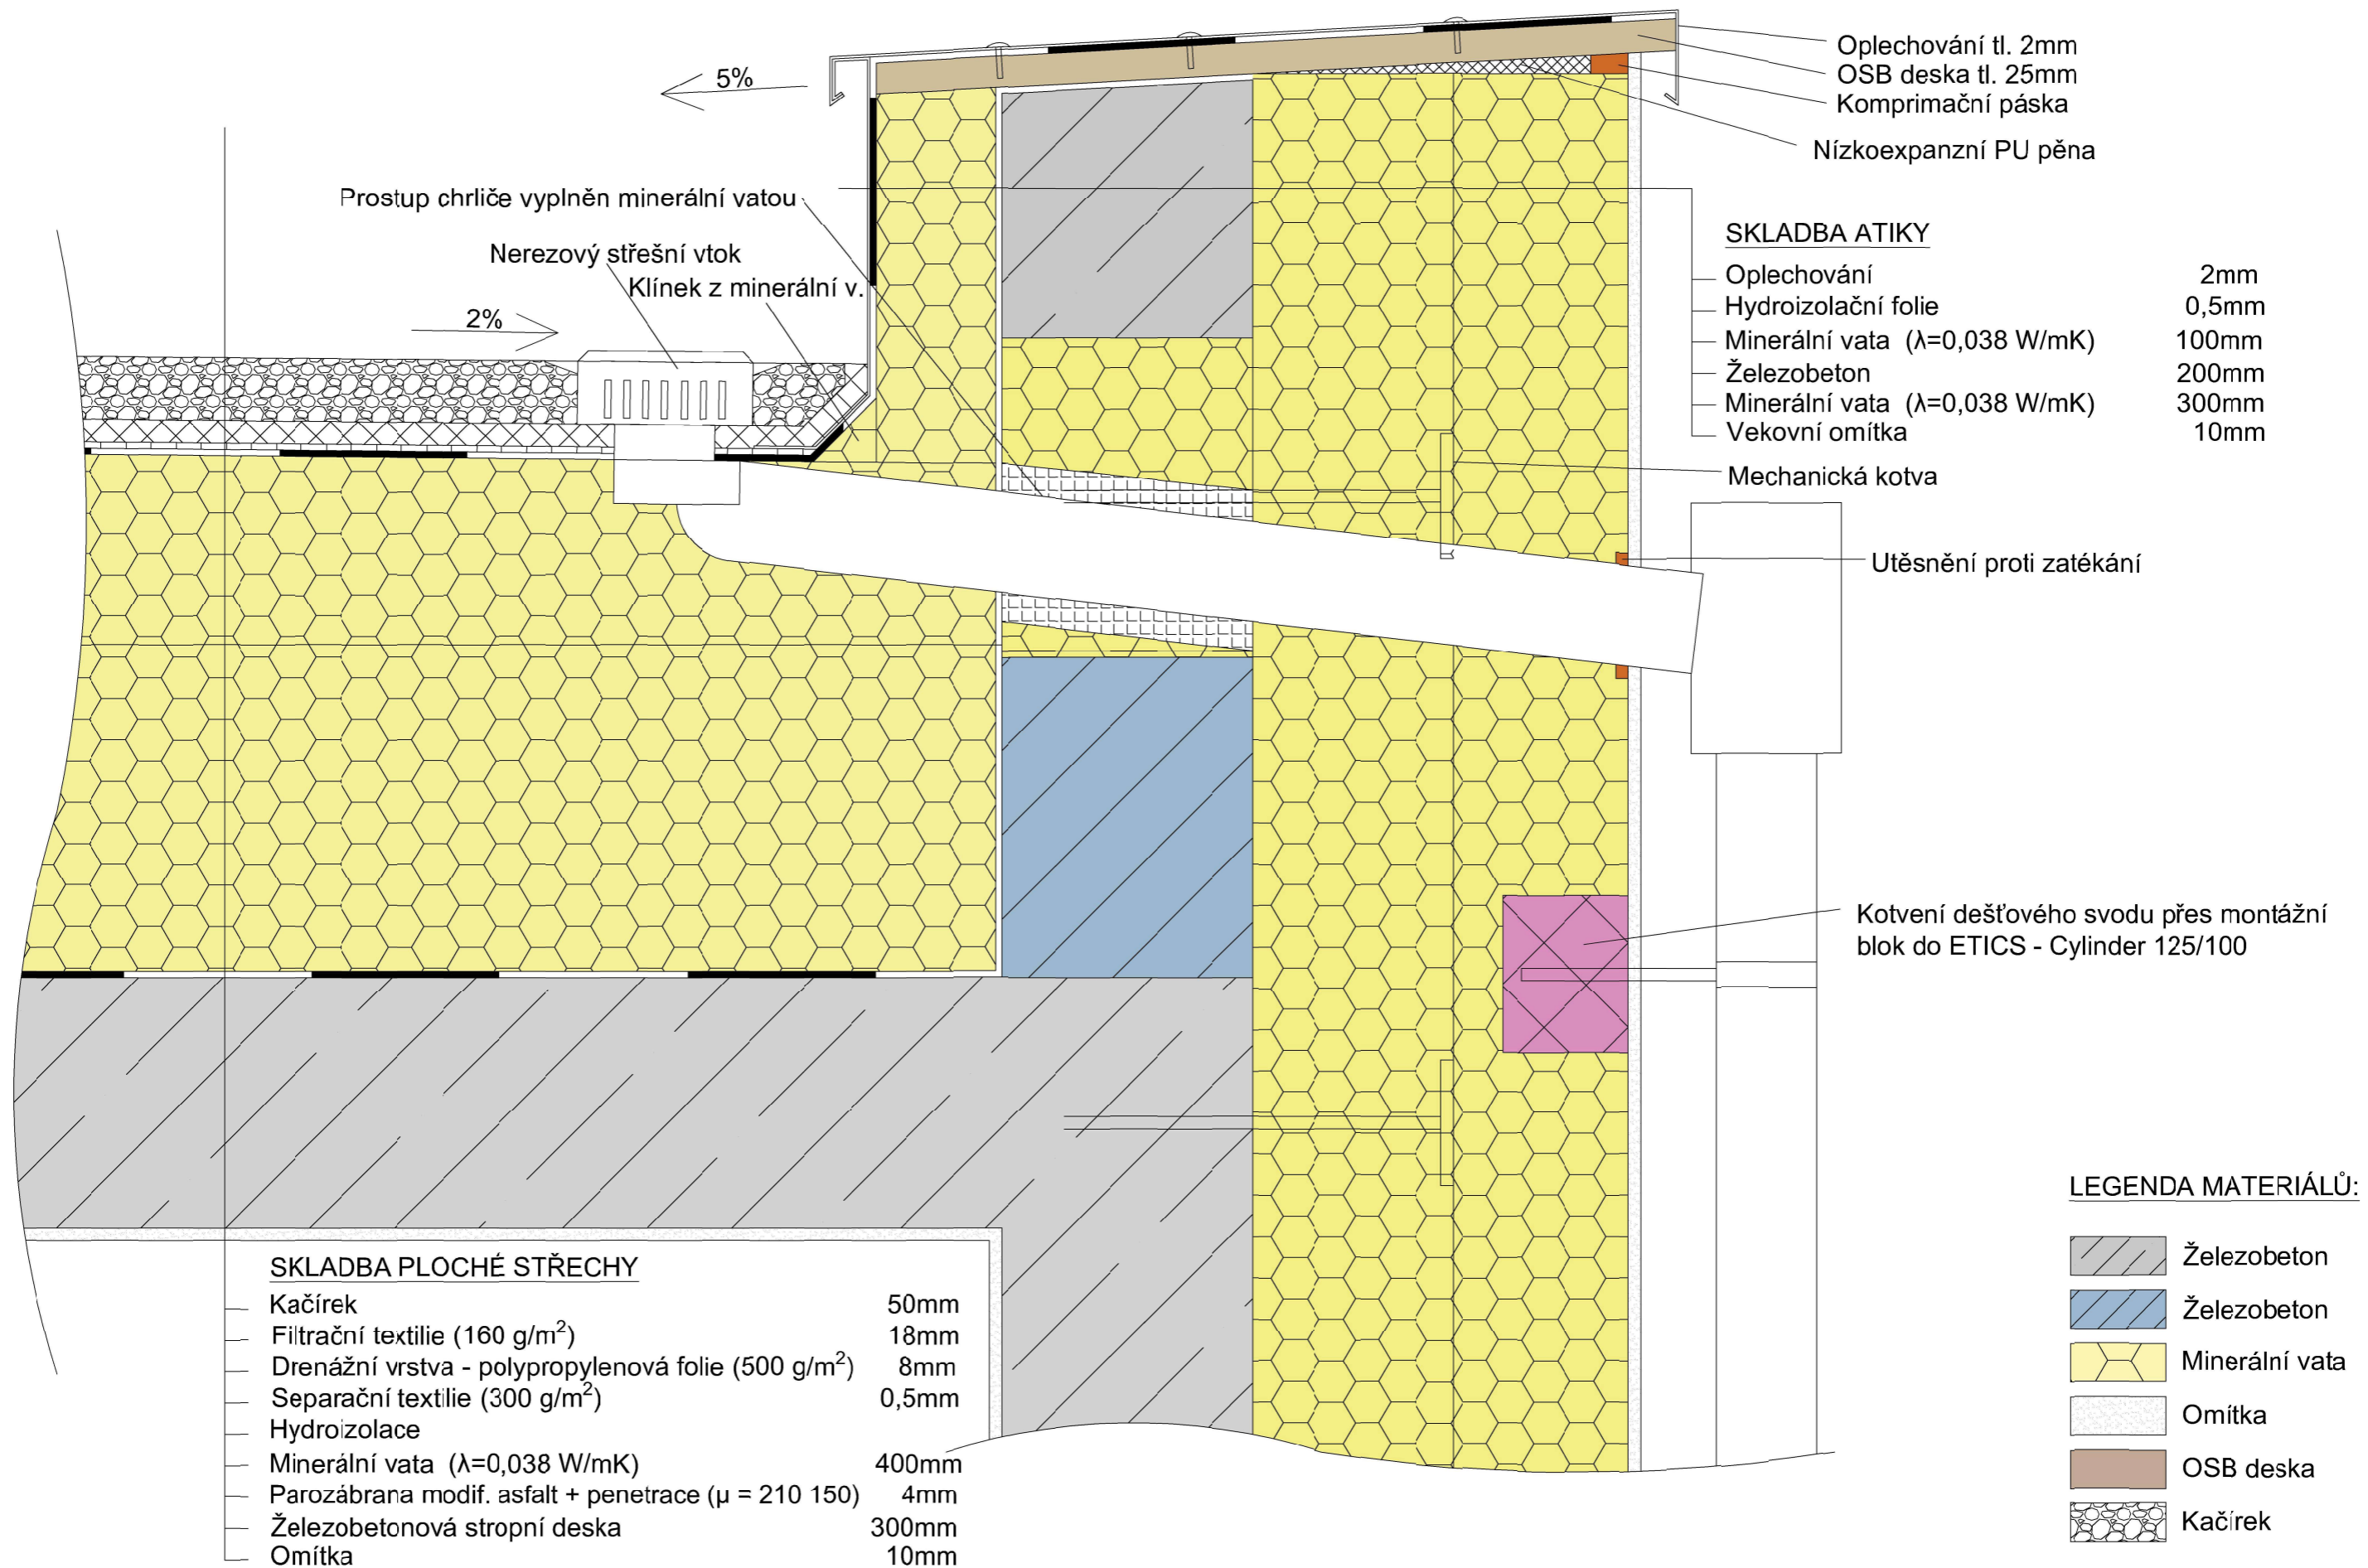 Oplechování tl. 2mm
OSB deska tl. 25mm
Komprimační páska
Nízkoexpanzní PU pěna
5%
Prostup chrliče vyplněn minerální vatou
Nerezový střešní vtok
Klínek z minerální v.
2%
SKLADBA ATIKY
Oplechování 2mm
Hydroizolační folie 0,5mm
Minerální vata (λ=0,038 W/mK) 100mm
Železobeton 200mm
Minerální vata (λ=0,038 W/mK) 300mm
Vekovní omítka 10mm
Mechanická kotva
Utěsnění proti zatékání
Kotvení dešťového svodu přes montážní
blok do ETICS - Cylinder 125/100
SKLADBA PLOCHÉ STŘECHY
Kačírek 50mm
Filtrační textilie (160 g/m²) 18mm
Drenážní vrstva - polypropylenová folie (500 g/m²) 8mm
Separační textilie (300 g/m²) 0,5mm
Hydroizolace
Minerální vata (λ=0,038 W/mK) 400mm
Parozábrana modif. asfalt + penetrace (μ = 210 150) 4mm
Železobetonová stropní deska 300mm
Omítka 10mm
LEGENDA MATERIÁLŮ:
Železobeton
Železobeton
Minerální vata
Omítka
OSB deska
Kačírek